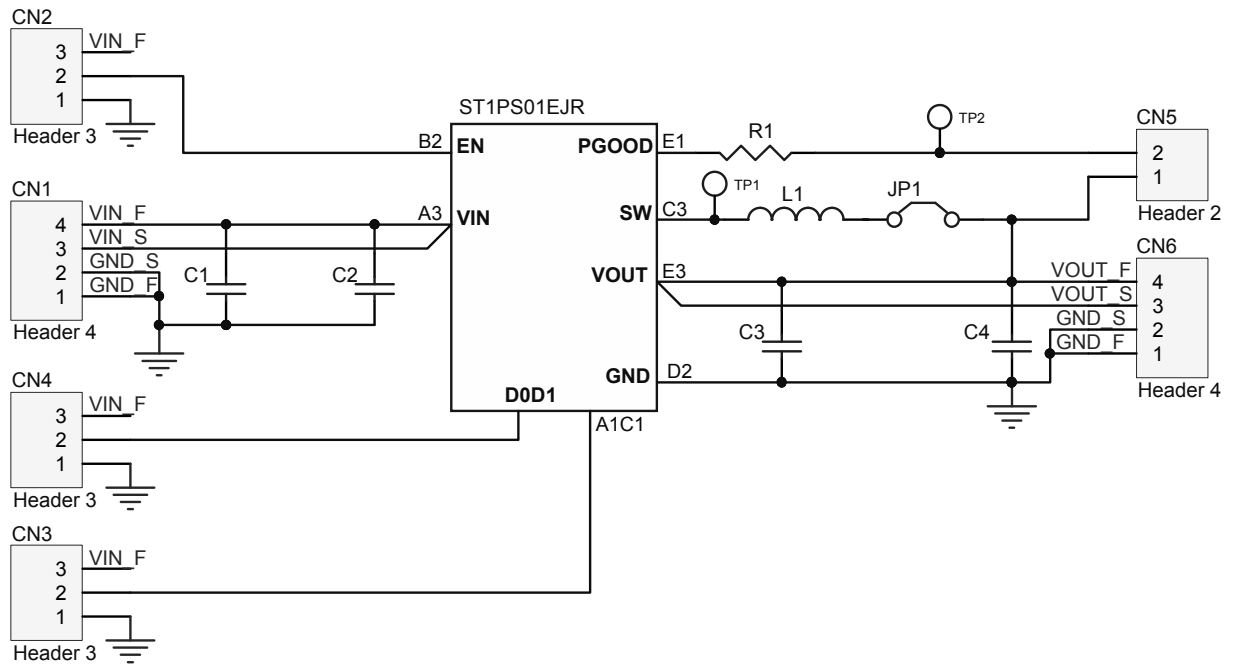 CN2
3 VIN_F
2
1
Header 3
CN1
4 VIN_F
3 VIN_S
2 GND_S
1 GND_F
Header 4
C1
C2
CN4
3 VIN_F
2
1
Header 3
CN3
3 VIN_F
2
1
Header 3
ST1PS01EJR
B2 EN
A3 VIN
PGOOD E1
SW C3
VOUT E3
GND D2
D0D1
A1C1
R1
TP2
TP1
L1
JP1
C3
C4
CN5
2
1
Header 2
CN6
VOUT_F 4
VOUT_S 3
GND_S 2
GND_F 1
Header 4